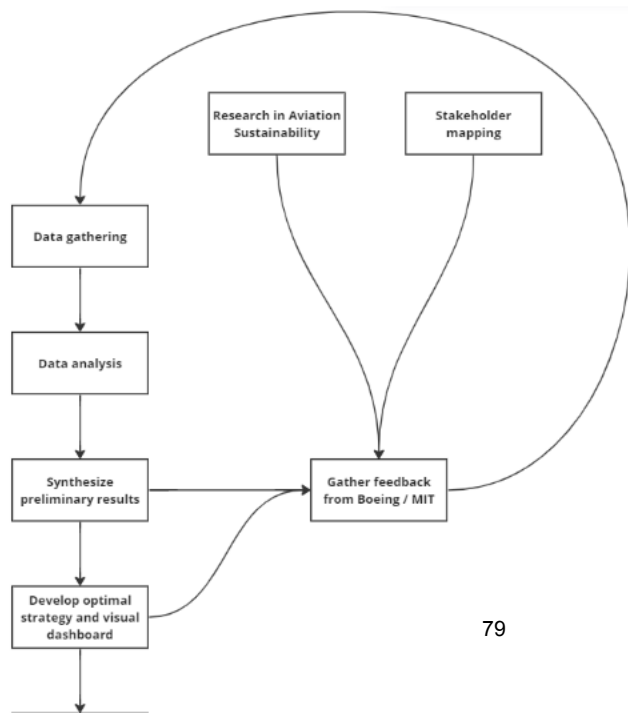 Research in Aviation
Sustainability
Stakeholder
mapping
Data gathering
Data analysis
Synthesize
preliminary results
Gather feedback
from Boeing / MIT
Develop optimal
strategy and visual
dashboard
79